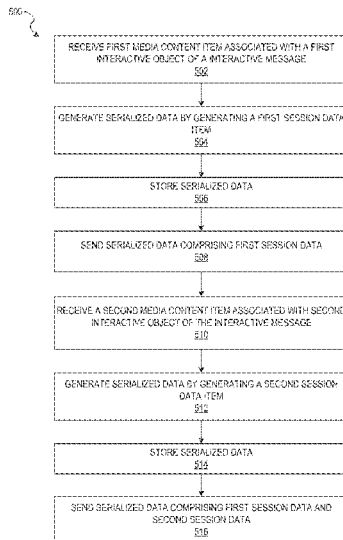 500
RECEIVE FIRST MEDIA CONTENT ITEM ASSOCIATED WITH A FIRST
INTERACTIVE OBJECT OF A INTERACTIVE MESSAGE
502
GENERATE SERIALIZED DATA BY GENERATING A FIRST SESSION DATA
ITEM
504
STORE SERIALIZED DATA
506
SEND SERIALIZED DATA COMPRISING FIRST SESSION DATA
508
RECEIVE A SECOND MEDIA CONTENT ITEM ASSOCIATED WITH SECOND
INTERACTIVE OBJECT OF THE INTERACTIVE MESSAGE
510
GENERATE SERIALIZED DATA BY GENERATING A SECOND SESSION
DATA ITEM
512
STORE SERIALIZED DATA
514
SEND SERIALIZED DATA COMPRISING FIRST SESSION DATA AND
SECOND SESSION DATA
516